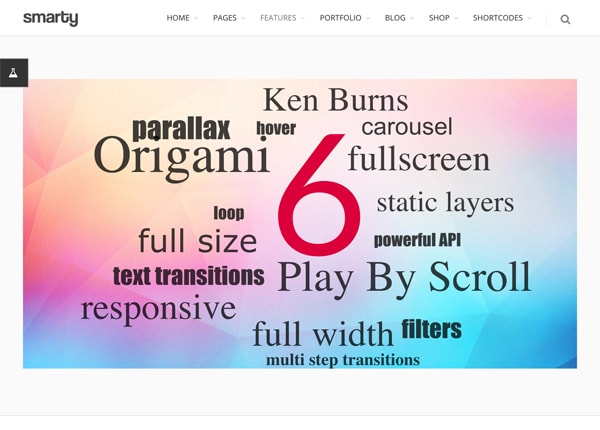 smarty HOME PAGES FEATURES PORTFOLIO BLOG SHOP SHORTCODES
Ken Burns
parallax hover carousel
Origami 6 fullscreen
loop static layers
full size powerful API
text transitions Play By Scroll
responsive
full width filters
multi step transitions